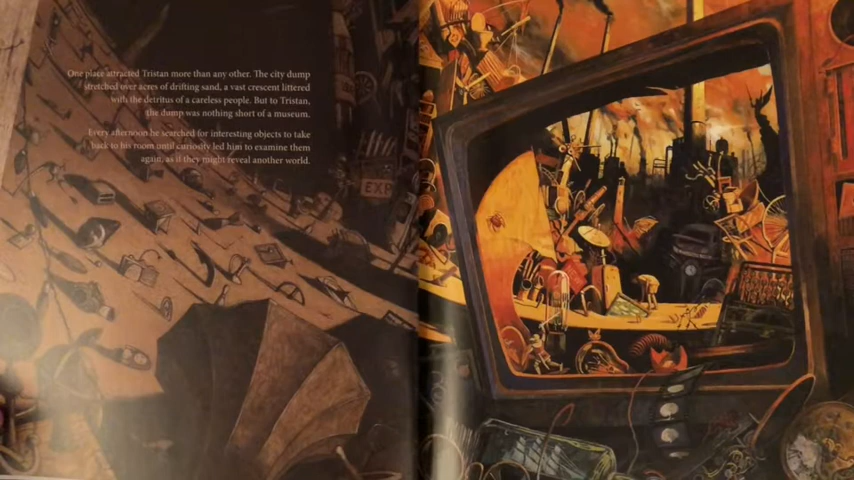 One place attracted Tristan more than any other. The city dump
stretched over acres of drifting sand, a vast crescent littered
with the detritus of a careless people. But to Tristan,
the dump was nothing short of a museum.
Every afternoon he searched for interesting objects to take
back to his room until curiosity led him to examine them
again, as if they might reveal another world.
EXP